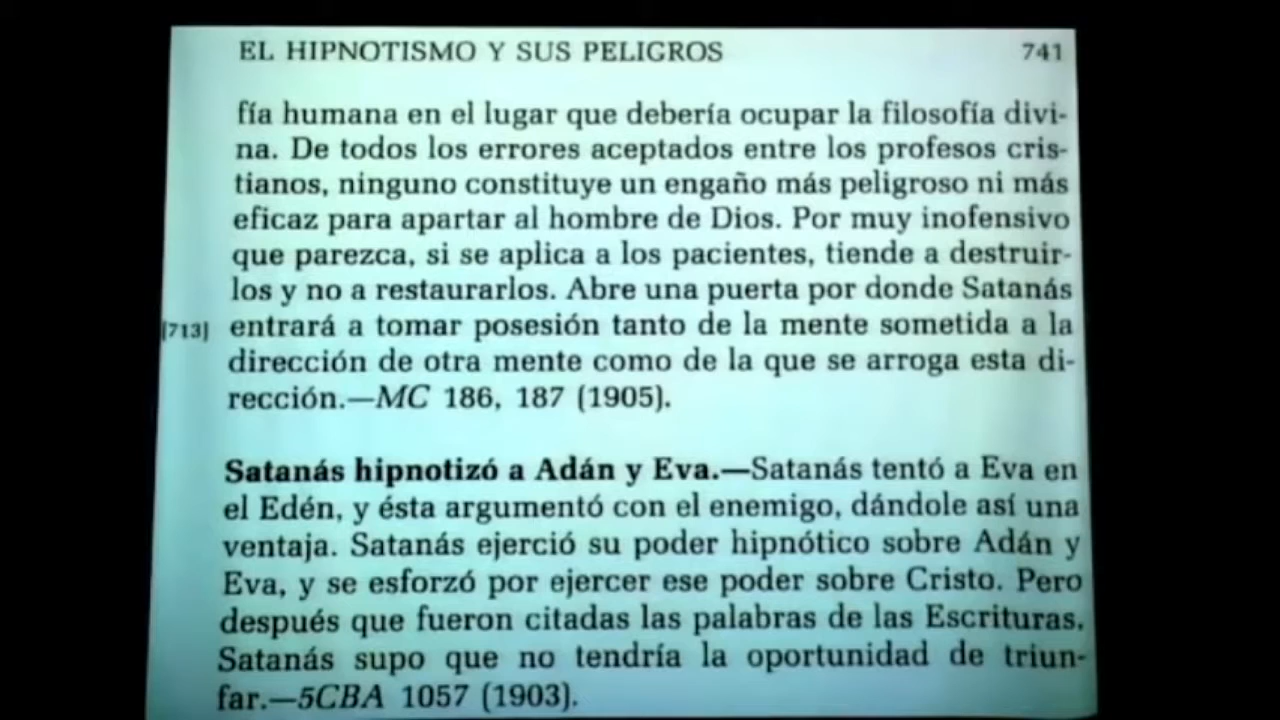 EL HIPNOTISMO Y SUS PELIGROS 741
fía humana en el lugar que debería ocupar la filosofía divi-
na. De todos los errores aceptados entre los profesos cris-
tianos, ninguno constituye un engaño más peligroso ni más
eficaz para apartar al hombre de Dios. Por muy inofensivo
que parezca, si se aplica a los pacientes, tiende a destruir-
los y no a restaurarlos. Abre una puerta por donde Satanás
[713] entrará a tomar posesión tanto de la mente sometida a la
dirección de otra mente como de la que se arroga esta di-
rección.—MC 186, 187 (1905).
Satanás hipnotizó a Adán y Eva.—Satanás tentó a Eva en
el Edén, y ésta argumentó con el enemigo, dándole así una
ventaja. Satanás ejerció su poder hipnótico sobre Adán y
Eva, y se esforzó por ejercer ese poder sobre Cristo. Pero
después que fueron citadas las palabras de las Escrituras,
Satanás supo que no tendría la oportunidad de triun-
far.—5CBA 1057 (1903).